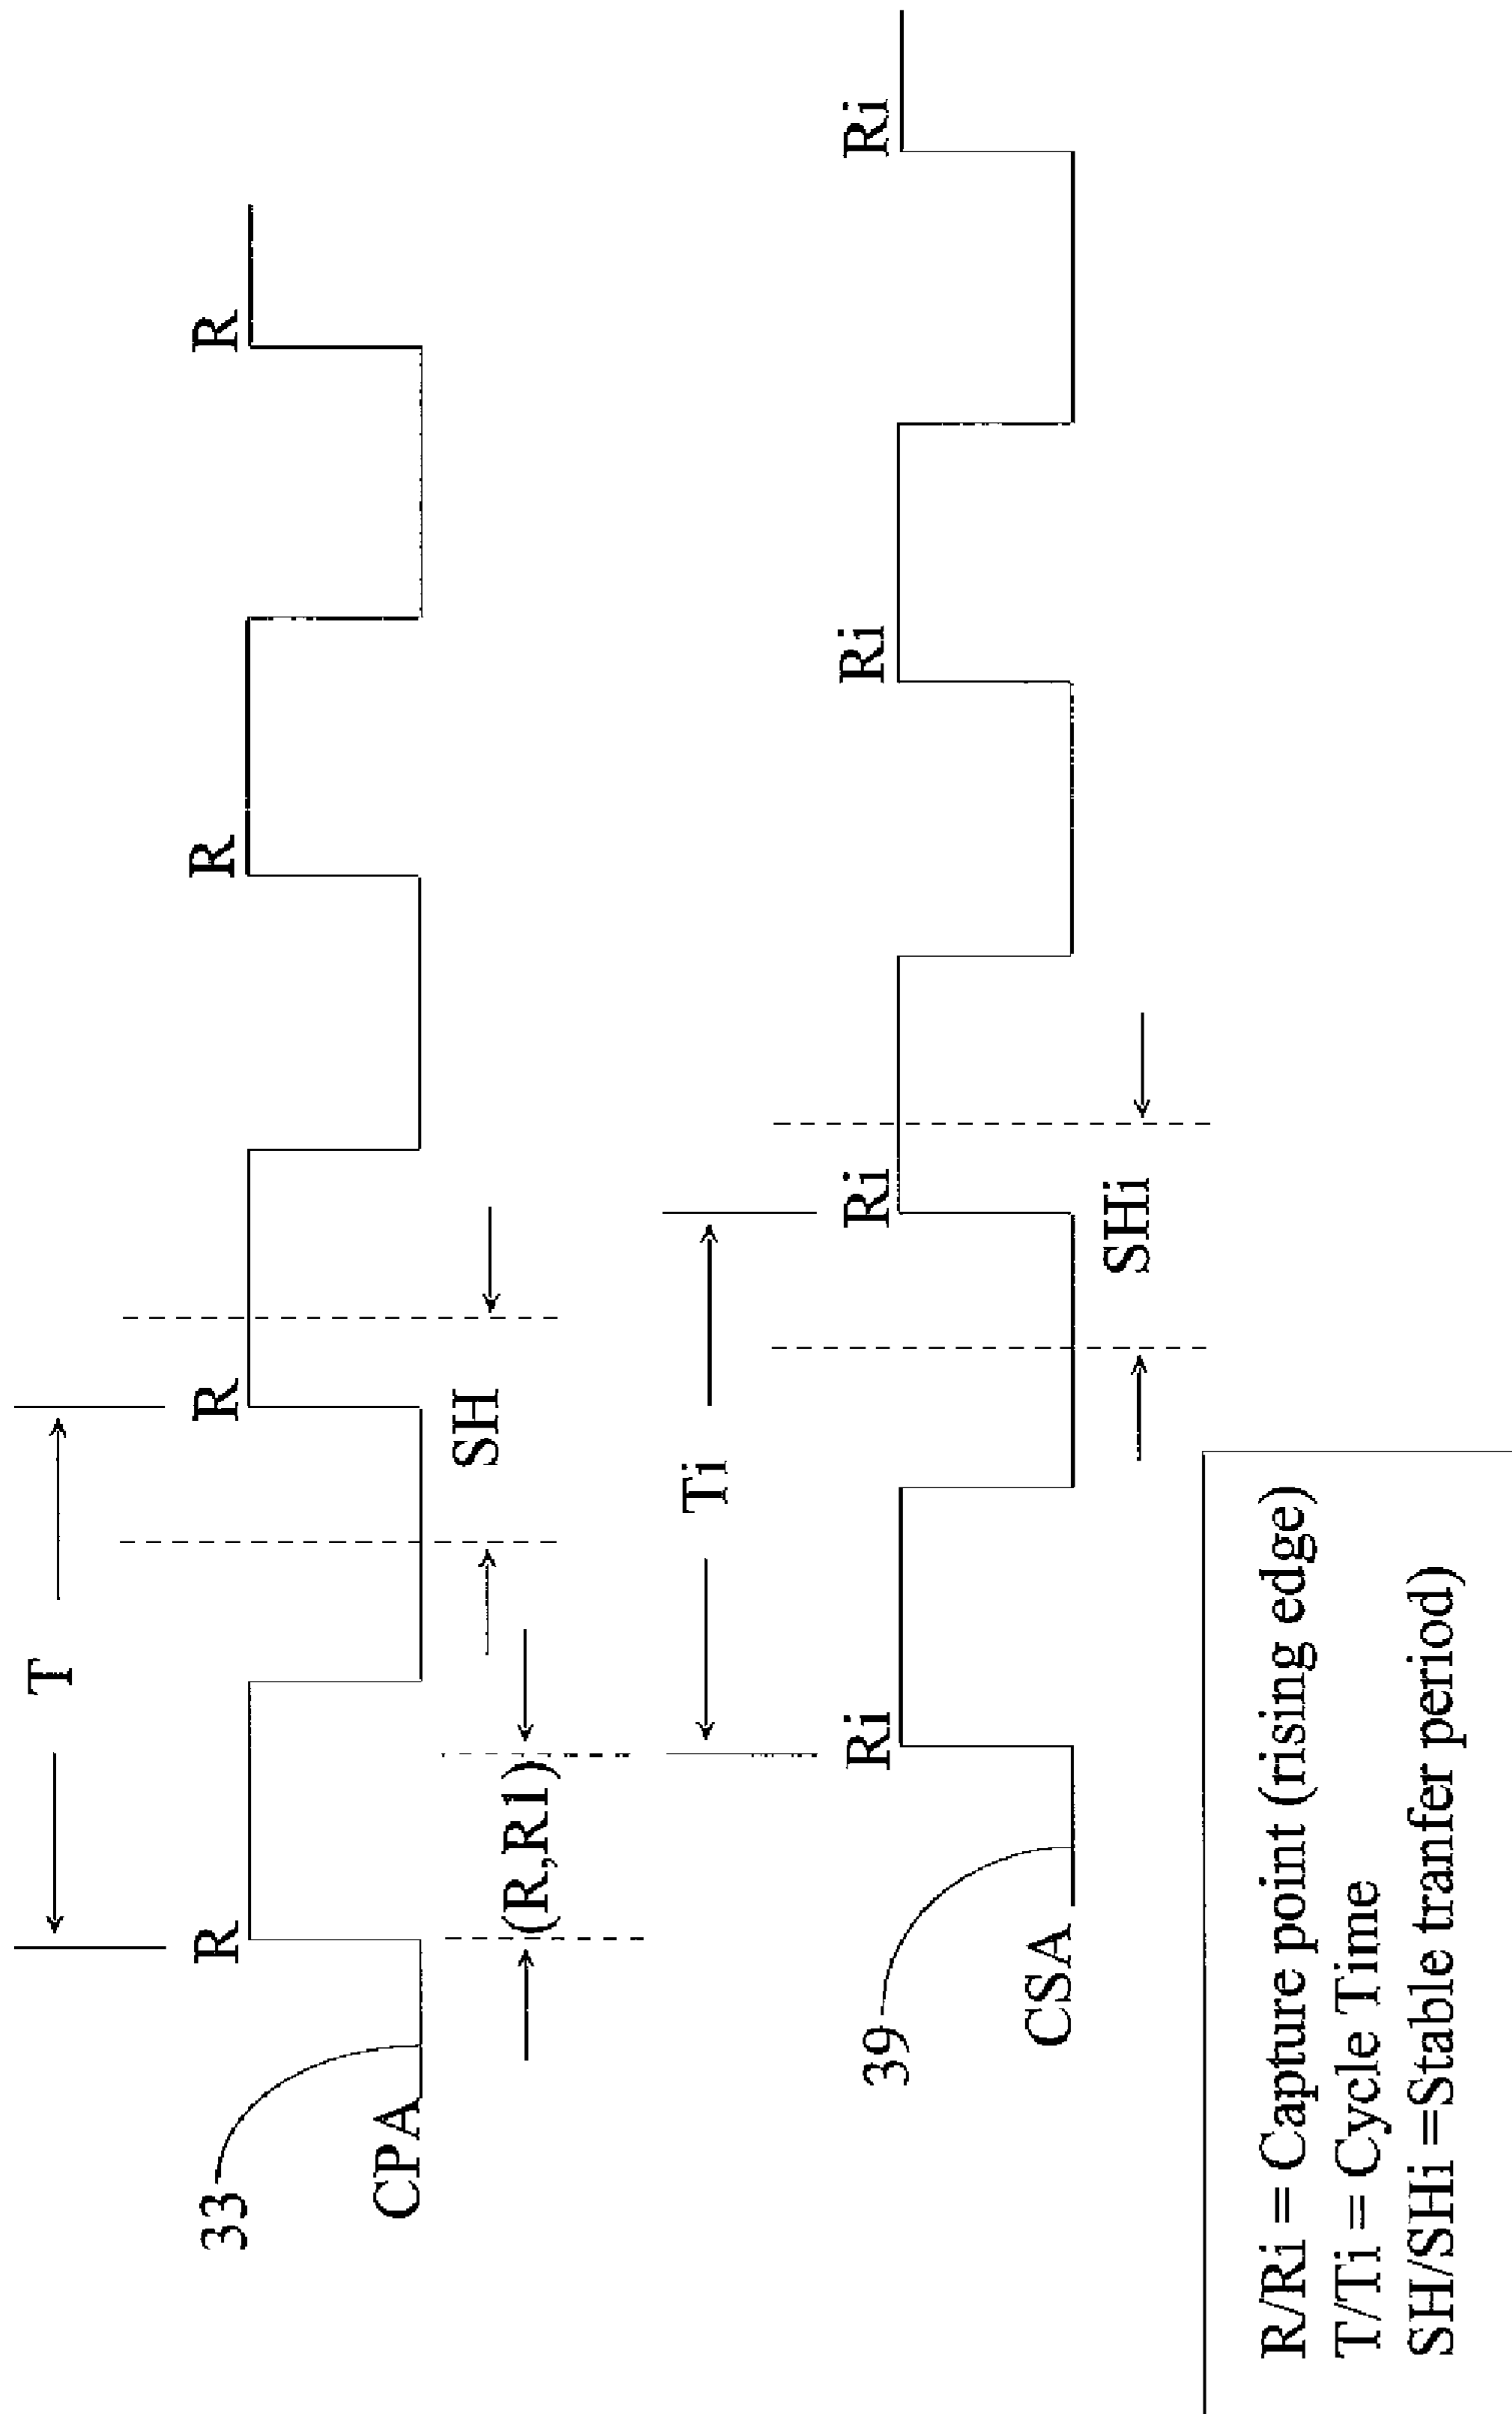 T
R R R R
33
CPA
SH
(R,R1)
Ti
Ri Ri Ri Ri
39
CSA
SHi
R/Ri = Capture point (rising edge)
T/Ti = Cycle Time
SH/SHi =Stable tranfer period)